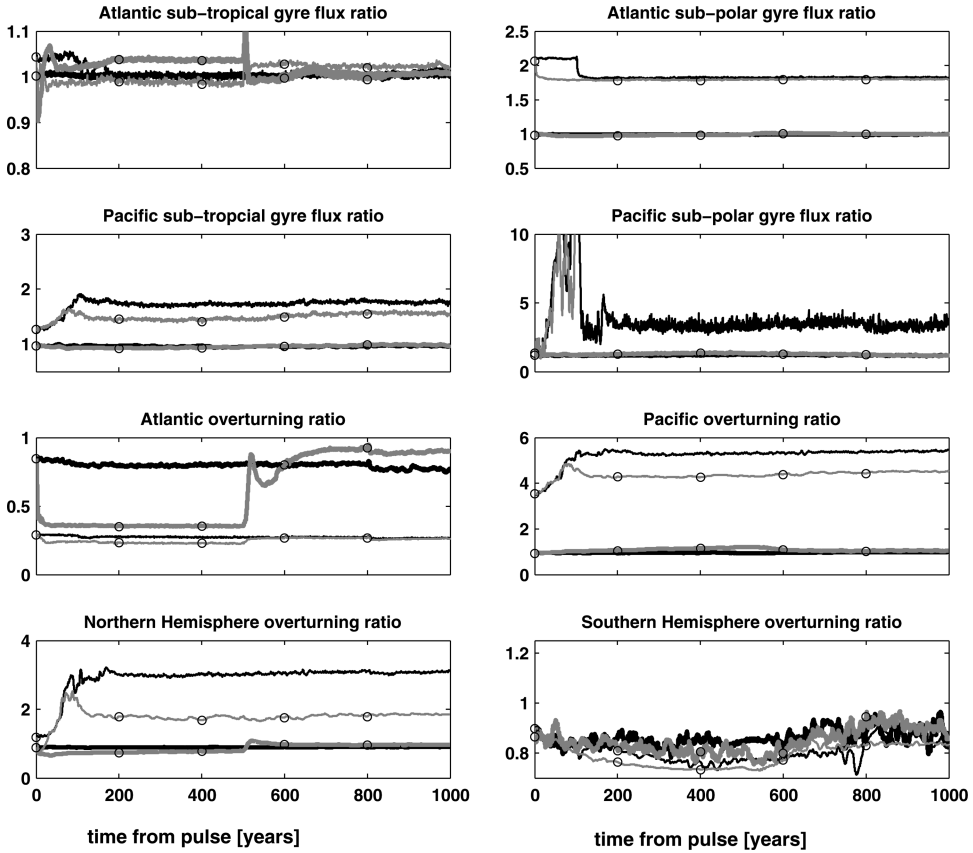 Atlantic sub−tropical gyre flux ratio
1.1
1
0.9
0.8
Atlantic sub−polar gyre flux ratio
2.5
2
1.5
1
0.5
Pacific sub−tropcial gyre flux ratio
3
2
1
Pacific sub−polar gyre flux ratio
10
5
0
Atlantic overturning ratio
1
0.5
0
Pacific overturning ratio
6
4
2
0
Northern Hemisphere overturning ratio
4
3
2
1
0
0 200 400 600 800 1000
time from pulse [years]
Southern Hemisphere overturning ratio
1.2
1
0.8
0 200 400 600 800 1000
time from pulse [years]